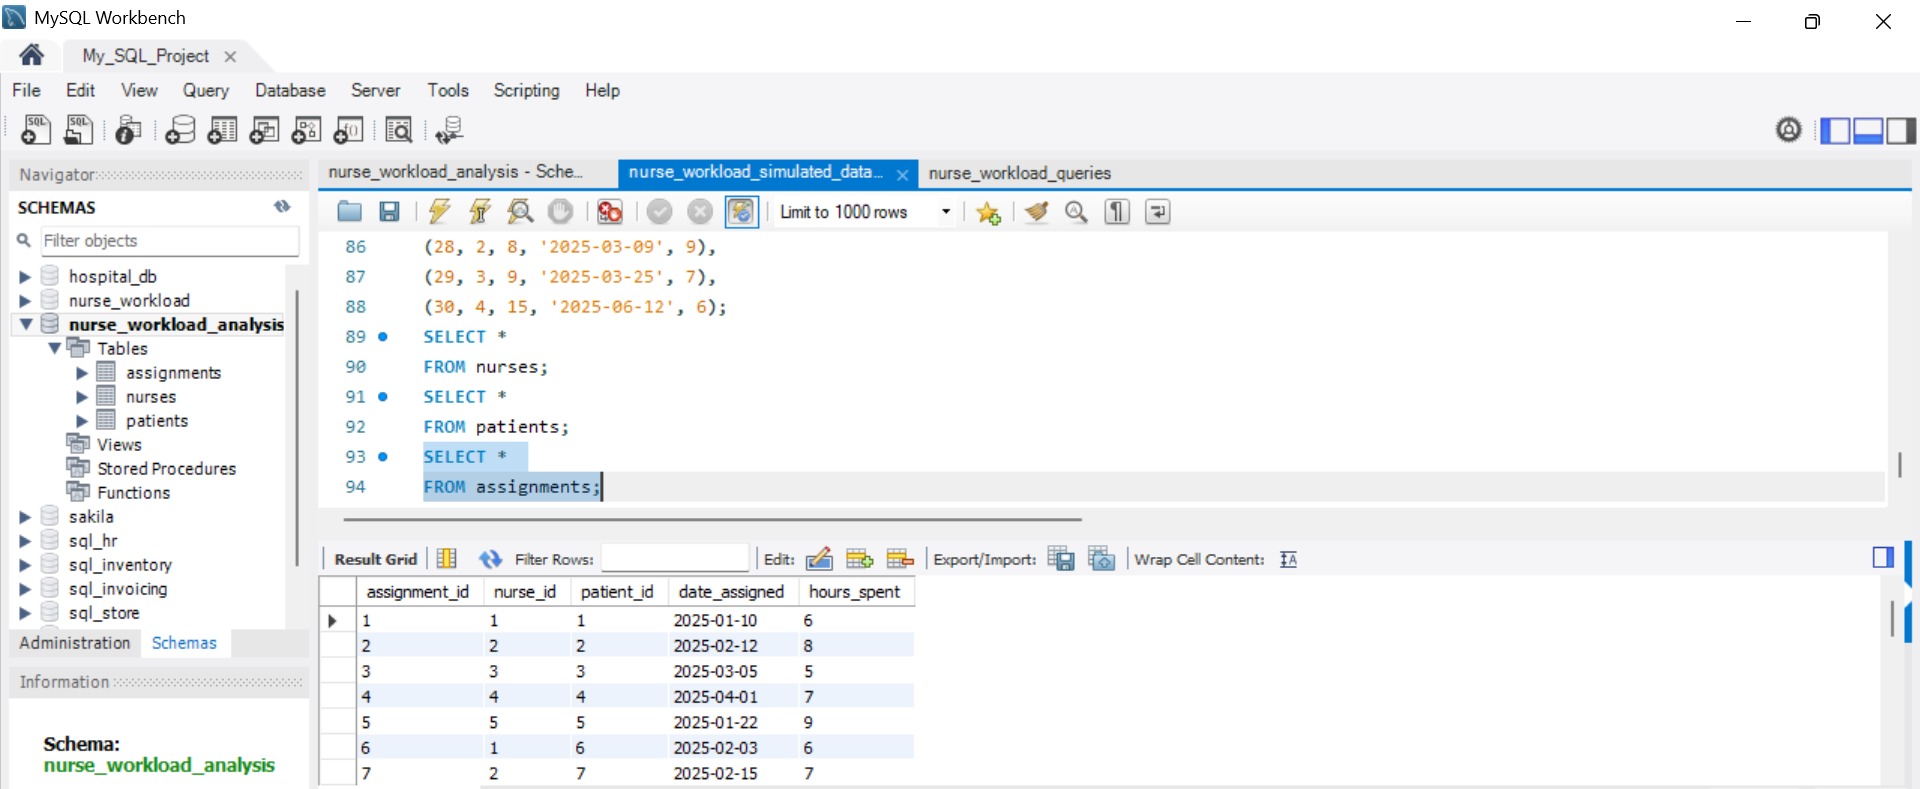 MySQL Workbench
My_SQL_Project
File Edit View Query Database Server Tools Scripting Help
SQL SQL
Navigator
SCHEMAS
Filter objects
hospital_db
nurse_workload
nurse_workload_analysis
Tables
assignments
nurses
patients
Views
Stored Procedures
Functions
sakila
sql_hr
sql_inventory
sql_invoicing
sql_store
Administration Schemas
Information
Schema:
nurse_workload_analysis
nurse_workload_analysis - Sche... nurse_workload_simulated_data... nurse_workload_queries
Limit to 1000 rows
86 (28, 2, 8, '2025-03-09', 9),
87 (29, 3, 9, '2025-03-25', 7),
88 (30, 4, 15, '2025-06-12', 6);
89 SELECT *
90 FROM nurses;
91 SELECT *
92 FROM patients;
93 SELECT *
94 FROM assignments;
Result Grid Filter Rows: Edit: Export/Import: Wrap Cell Content: IA
assignment_id nurse_id patient_id date_assigned hours_spent
1 1 1 2025-01-10 6
2 2 2 2025-02-12 8
3 3 3 2025-03-05 5
4 4 4 2025-04-01 7
5 5 5 2025-01-22 9
6 1 6 2025-02-03 6
7 2 7 2025-02-15 7